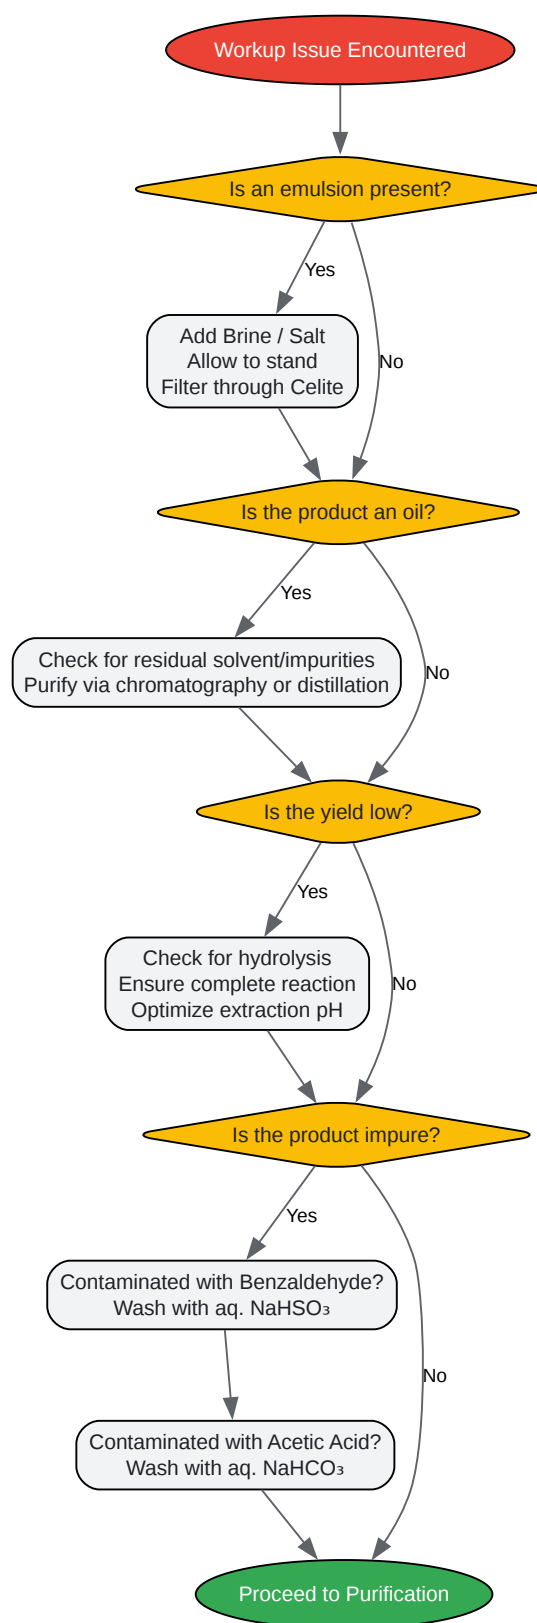 Workup Issue Encountered
Is an emulsion present?
Yes
Add Brine / Salt
Allow to stand
Filter through Celite
No
Is the product an oil?
Yes
Check for residual solvent/impurities
Purify via chromatography or distillation
No
Is the yield low?
Yes
Check for hydrolysis
Ensure complete reaction
Optimize extraction pH
No
Is the product impure?
Yes
Contaminated with Benzaldehyde?
Wash with aq. NaHSO₃
No
Contaminated with Acetic Acid?
Wash with aq. NaHCO₃
Proceed to Purification